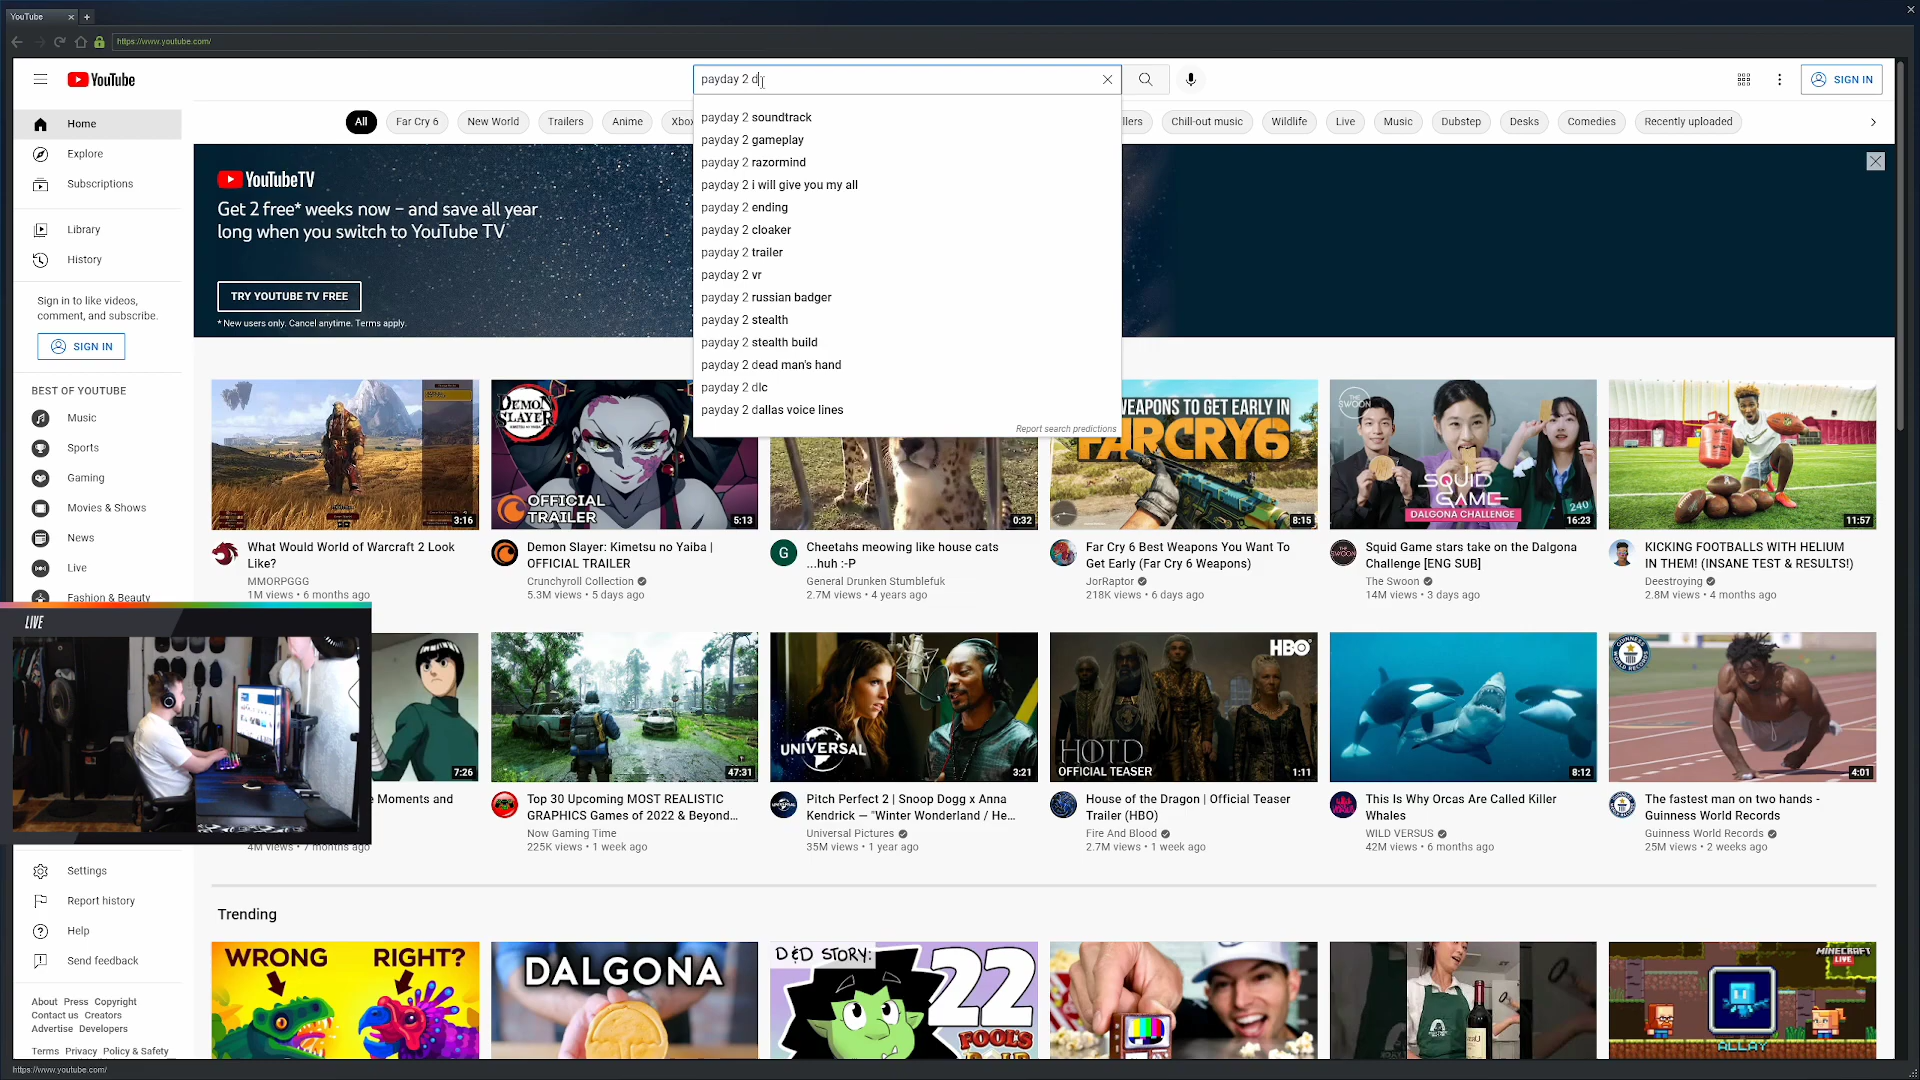 YouTube
https://www.youtube.com/
YouTube
payday 2 d
SIGN IN
Home
Explore
Subscriptions
Library
History
Sign in to like videos,
comment, and subscribe.
SIGN IN
BEST OF YOUTUBE
Music
Sports
Gaming
Movies & Shows
News
Live
Fashion & Beauty
All
Far Cry 6
New World
Trailers
Anime
Xbo
llers
Chill-out music
Wildlife
Live
Music
Dubstep
Desks
Comedies
Recently uploaded
payday 2 soundtrack
payday 2 gameplay
payday 2 razormind
payday 2 i will give you my all
payday 2 ending
payday 2 cloaker
payday 2 trailer
payday 2 vr
payday 2 russian badger
payday 2 stealth
payday 2 stealth build
payday 2 dead man's hand
payday 2 dlc
payday 2 dallas voice lines
Report search predictions
YouTubeTV
Get 2 free* weeks now – and save all year
long when you switch to YouTube TV
TRY YOUTUBE TV FREE
* New users only. Cancel anytime. Terms apply.
3:16
What Would World of Warcraft 2 Look
Like?
MMORPGGG
1M views • 6 months ago
DEMON
SLAYER
OFFICIAL
TRAILER
5:13
Demon Slayer: Kimetsu no Yaiba |
OFFICIAL TRAILER
Crunchyroll Collection
5.3M views • 5 days ago
0:32
G
Cheetahs meowing like house cats
...huh :-P
General Drunken Stumblefuk
2.7M views • 4 years ago
WEAPONS TO GET EARLY IN
FARCRY6
8:15
Far Cry 6 Best Weapons You Want To
Get Early (Far Cry 6 Weapons)
JorRaptor
218K views • 6 days ago
THE
SWOON
SQUID
GAME
DALGONA CHALLENGE
240
16:23
Squid Game stars take on the Dalgona
Challenge [ENG SUB]
The Swoon
14M views • 3 days ago
11:57
KICKING FOOTBALLS WITH HELIUM
IN THEM! (INSANE TEST & RESULTS!)
Deestroying
2.8M views • 4 months ago
LIVE
7:26
e Moments and
4M views • 7 months ago
47:31
Top 30 Upcoming MOST REALISTIC
GRAPHICS Games of 2022 & Beyond...
Now Gaming Time
225K views • 1 week ago
UNIVERSAL
3:21
Pitch Perfect 2 | Snoop Dogg x Anna
Kendrick — "Winter Wonderland / He...
Universal Pictures
35M views • 1 year ago
HBO
HOTD
OFFICIAL TEASER
1:11
House of the Dragon | Official Teaser
Trailer (HBO)
Fire And Blood
2.7M views • 1 week ago
8:12
This Is Why Orcas Are Called Killer
Whales
WILD VERSUS
42M views • 6 months ago
GUINNESS
WORLD
RECORDS
4:01
The fastest man on two hands -
Guinness World Records
Guinness World Records
25M views • 2 weeks ago
Settings
Report history
Help
Send feedback
About Press Copyright
Contact us Creators
Advertise Developers
Terms Privacy Policy & Safety
Trending
WRONG
RIGHT?
DALGONA
D&D STORY:
22
FOOL'S
MINECRAFT
LIVE
ALLAY
https://www.youtube.com/